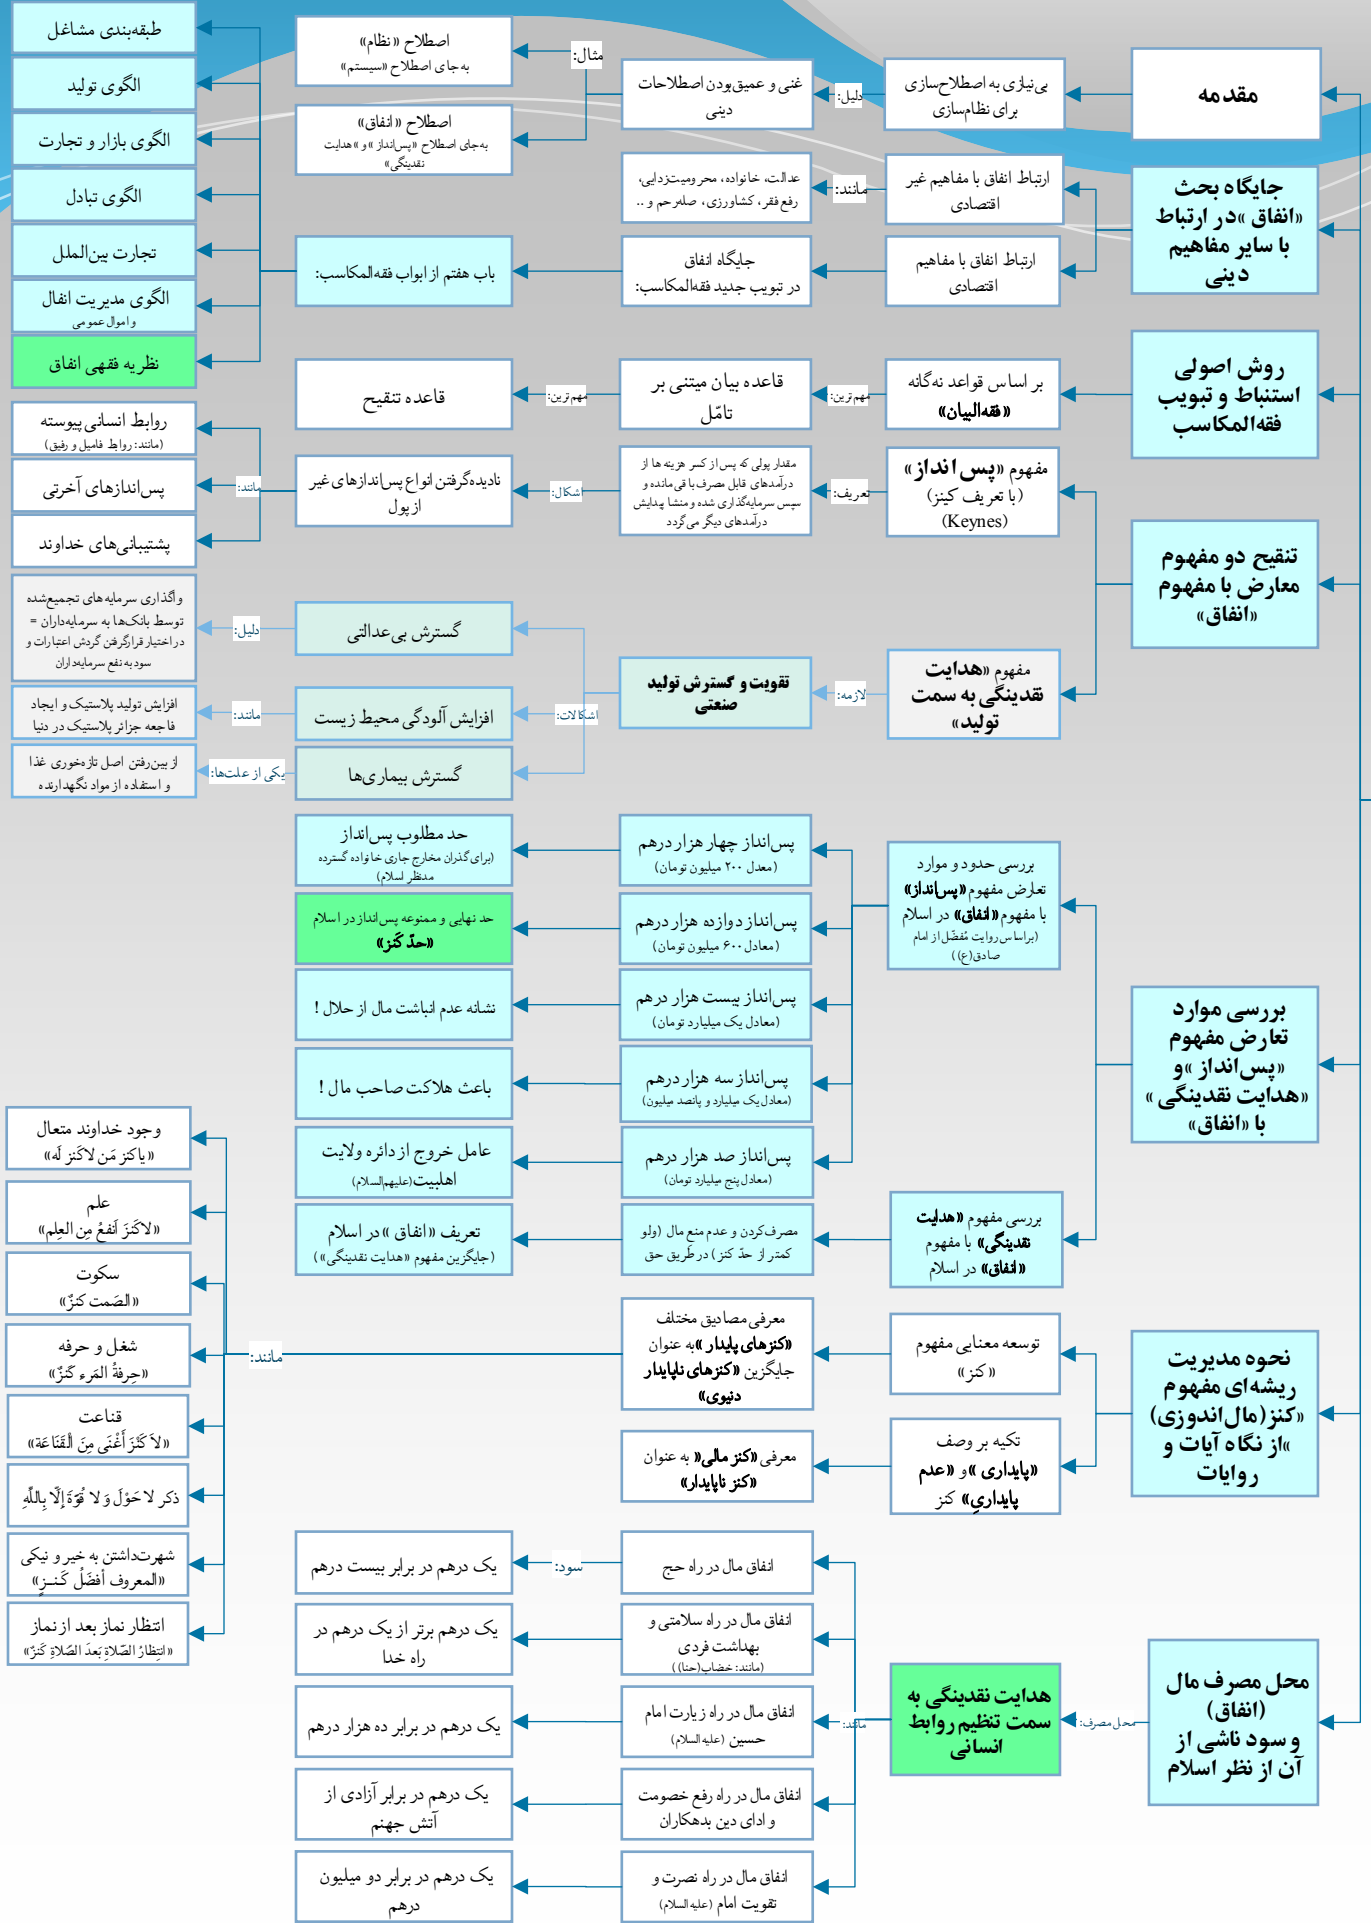 مقدمه
بی‌نیازی به اصطلاح‌سازی
برای نظام‌سازی
دلیل:
غنی و عمیق‌بودن اصطلاحات
دینی
مثال:
اصطلاح «نظام»
به‌جای اصطلاح «سیستم»
اصطلاح «انفاق»
به‌جای اصطلاح «پس‌انداز» و «هدایت
نقدینگی»
جایگاه بحث
«انفاق» در ارتباط
با سایر مفاهیم
دینی
ارتباط انفاق با مفاهیم غیر
اقتصادی
مانند:
عدالت، خانواده، محرومیت‌زدایی،
رفع فقر، کشاورزی، صله‌رحم و ..
ارتباط انفاق با مفاهیم
اقتصادی
جایگاه انفاق
در تبویب جدید فقه‌المکاسب:
باب هفتم از ابواب فقه‌المکاسب:
طبقه‌بندی مشاغل
الگوی تولید
الگوی بازار و تجارت
الگوی تبادل
تجارت بین‌الملل
الگوی مدیریت انفال
و اموال عمومی
نظریه فقهی انفاق
روش اصولی
استنباط و تبویب
فقه‌المکاسب
بر اساس قواعد نه‌گانه
«فقه‌البیان»
مهم‌ترین:
قاعده بیان مبتنی بر
تامّل
مهم‌ترین:
قاعده تنقیح
تنقیح دو مفهوم
معارض با مفهوم
«انفاق»
مفهوم «پس انداز»
(با تعریف کینز)
(Keynes)
تعریف:
مقدار پولی که پس از کسر هزینه ها از
درآمدهای قابل مصرف باقی‌مانده و
سپس سرمایه‌گذاری شده و منشا پیدایش
درآمدهای دیگر می‌گردد
اشکال:
نادیده‌گرفتن انواع پس‌اندازهای غیر
از پول
مانند:
روابط انسانی پیوسته
(مانند: روابط فامیل و رفیق)
پس‌اندازهای آخرتی
پشتیبانی‌های خداوند
مفهوم «هدایت
نقدینگی به سمت
تولید»
لازمه:
تقویت و گسترش تولید
صنعتی
اشکالات:
گسترش بی‌عدالتی
دلیل:
واگذاری سرمایه های تجمیع‌شده
توسط بانک‌ها به سرمایه‌داران =
در اختیار قرارگرفتن گردش اعتبارات و
سود به نفع سرمایه‌داران
افزایش آلودگی محیط زیست
مانند:
افزایش تولید پلاستیک و ایجاد
فاجعه جزائر پلاستیک در دنیا
گسترش بیماری‌ها
یکی از علت‌ها:
از بین‌رفتن اصل تازه‌خوری غذا
و استفاده از مواد نگهدارنده
بررسی موارد
تعارض مفهوم
«پس‌انداز» و
«هدایت نقدینگی»
با «انفاق»
بررسی حدود و موارد
تعارض مفهوم «پس‌انداز»
با مفهوم «انفاق» در اسلام
(براساس روایت مُفضّل از امام
صادق(ع))
پس‌انداز چهار هزار درهم
(معدل ۲۰۰ میلیون تومان)
حد مطلوب پس‌انداز
(برای گذران مخارج جاری خانواده گسترده
مدنظر اسلام)
پس‌انداز دوازده هزار درهم
(معادل ۶۰۰ میلیون تومان)
حد نهایی و ممنوعه پس‌انداز در اسلام
«حدّ کَنز»
پس‌انداز بیست هزار درهم
(معادل یک میلیارد تومان)
نشانه عدم انباشت مال از حلال !
پس‌انداز سه هزار درهم
(معادل یک میلیارد و پانصد میلیون)
باعث هلاکت صاحب مال !
پس‌انداز صد هزار درهم
(معادل پنج میلیارد تومان)
عامل خروج از دائره ولایت
اهلبیت(علیهم‌السلام)
بررسی مفهوم «هدایت
نقدینگی» با مفهوم
«انفاق» در اسلام
مصرف‌کردن و عدم منع مال (ولو
کمتر از حدّ کنز) در طریق حق
تعریف «انفاق» در اسلام
(جایگزین مفهوم «هدایت نقدینگی»)
نحوه مدیریت
ریشه‌ای مفهوم
«کنز(مال‌اندوزی)
»از نگاه آیات و
روایات
توسعه معنایی مفهوم
«کنز»
معرفی مصادیق مختلف
«کنزهای پایدار» به عنوان
جایگزین «کنزهای ناپایدار
دنیوی»
مانند:
وجود خداوند متعال
«یاکنز مَن لاکَنز لَه»
علم
«لاکَنزَ اَنفعُ مِن العِلم»
سکوت
«الصَمت کنزٌ»
شغل و حرفه
«حِرفةُ المَرءِ کَنزٌ»
قناعت
«لاَ کَنْزَ أَغْنَى مِنَ الْقَنَاعَة»
ذکر لا حَوْلَ وَ لا قُوّةَ إلّا بِاللّٰهِ
شهرت‌داشتن به خیر و نیکی
«المعروف أفضَلُ کَنــزٍ»
انتظار نماز بعد از نماز
«انتِظارُ الصّلاةِ بَعدَ الصّلاةِ کَنزٌ»
تکیه بر وصف
«پایداری» و «عدم
پایداریِ» کنز
معرفی «کنز مالی» به عنوان
«کنز ناپایدار»
محل مصرف مال
(انفاق)
و سود ناشی از
آن از نظر اسلام
محل مصرف:
هدایت نقدینگی به
سمت تنظیم روابط
انسانی
مانند:
انفاق مال در راه حج
سود:
یک درهم در برابر بیست درهم
انفاق مال در راه سلامتی و
بهداشت فردی
(مانند: خضاب(حنا))
یک درهم برتر از یک درهم در
راه خدا
انفاق مال در راه زیارت امام
حسین (علیه السلام)
یک درهم در برابر ده هزار درهم
انفاق مال در راه رفع خصومت
و ادای دین بدهکاران
یک درهم در برابر آزادی از
آتش جهنم
انفاق مال در راه نصرت و
تقویت امام (علیه السلام)
یک درهم در برابر دو میلیون
درهم